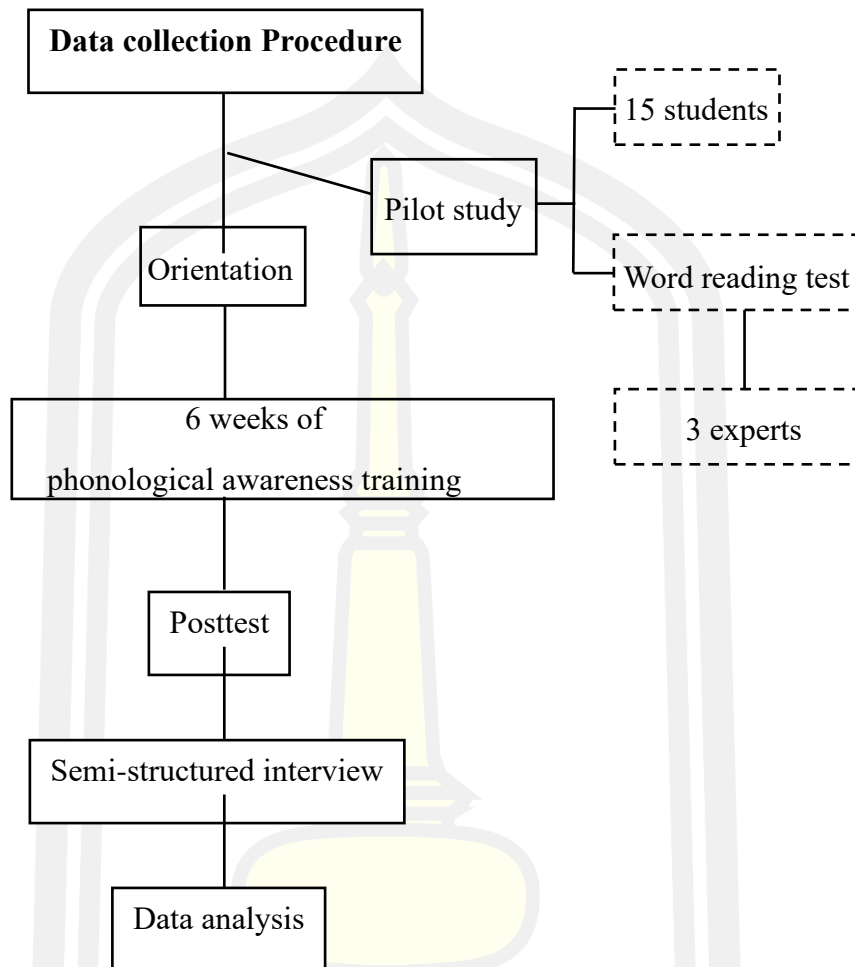 Data collection Procedure
15 students
Pilot study
Orientation
Word reading test
6 weeks of
phonological awareness training
3 experts
Posttest
Semi-structured interview
Data analysis